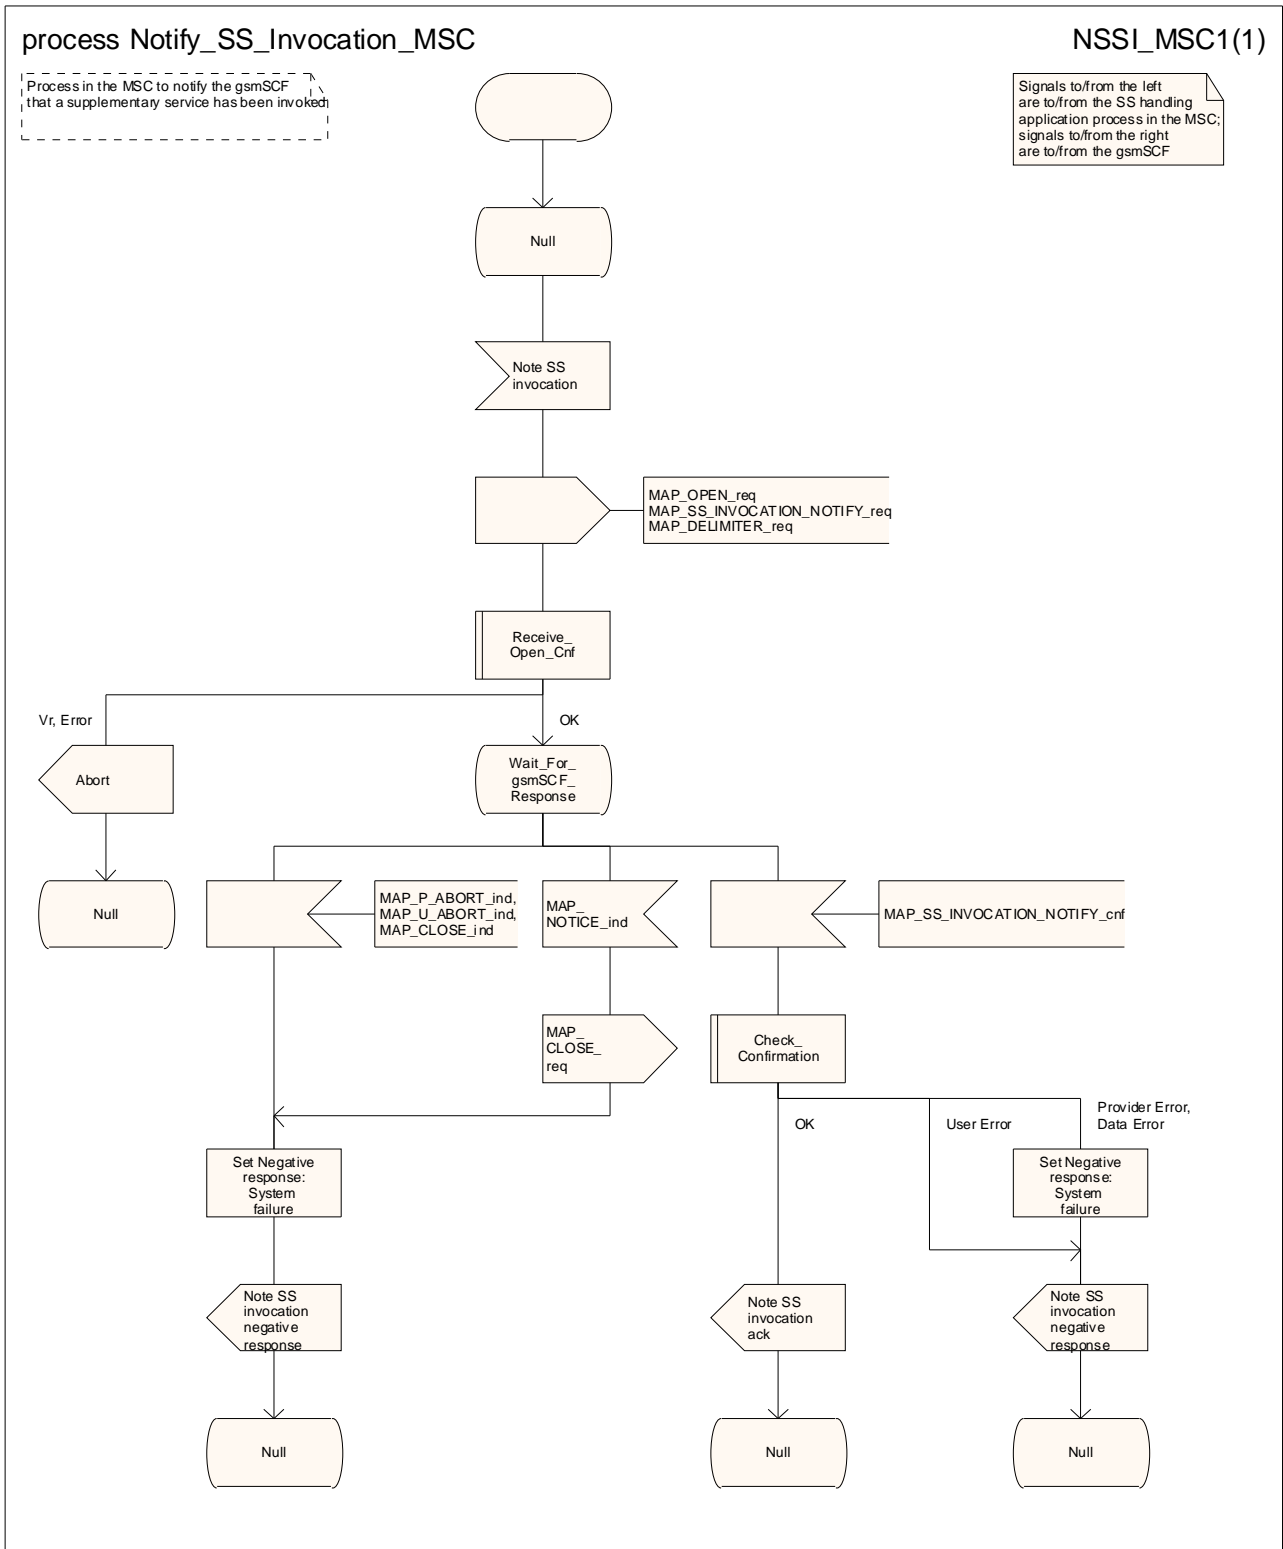 process Notify_SS_Invocation_MSC
NSSI_MSC1(1)
Process in the MSC to notify the gsmSCF
that a supplementary service has been invoked
Signals to/from the left
are to/from the SS handling
application process in the MSC;
signals to/from the right
are to/from the gsmSCF
Null
Note SS
invocation
MAP_OPEN_req
MAP_SS_INVOCATION_NOTIFY_req
MAP_DELIMITER_req
Receive_
Open_Cnf
Vr, Error
OK
Abort
Wait_For_
gsmSCF_
Response
Null
MAP_P_ABORT_ind,
MAP_U_ABORT_ind,
MAP_CLOSE_ind
MAP_
NOTICE_ind
MAP_SS_INVOCATION_NOTIFY_cnf
MAP_
CLOSE_
req
Check_
Confirmation
OK
User Error
Provider Error,
Data Error
Set Negative
response:
System
failure
Set Negative
response:
System
failure
Note SS
invocation
negative
response
Note SS
invocation
ack
Note SS
invocation
negative
response
Null
Null
Null